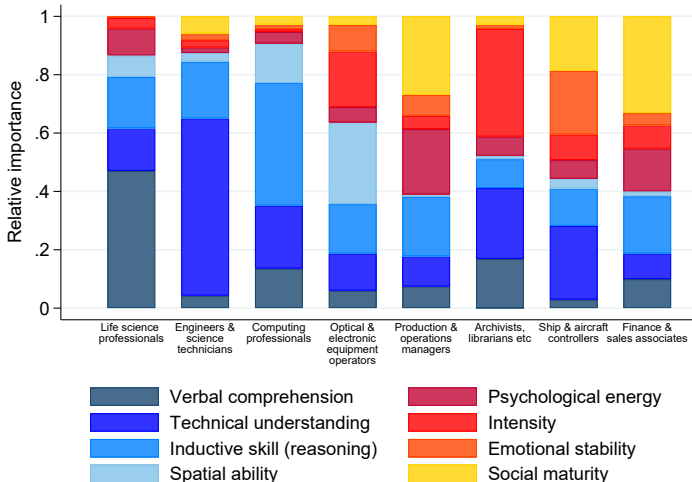 Relative importance
1
.8
.6
.4
.2
0
Life science
professionals
Engineers &
science
technicians
Computing
professionals
Optical &
electronic
equipment
operators
Production &
operations
managers
Archivists,
librarians etc
Ship & aircraft
controllers
Finance &
sales associates
Verbal comprehension
Technical understanding
Inductive skill (reasoning)
Spatial ability
Psychological energy
Intensity
Emotional stability
Social maturity